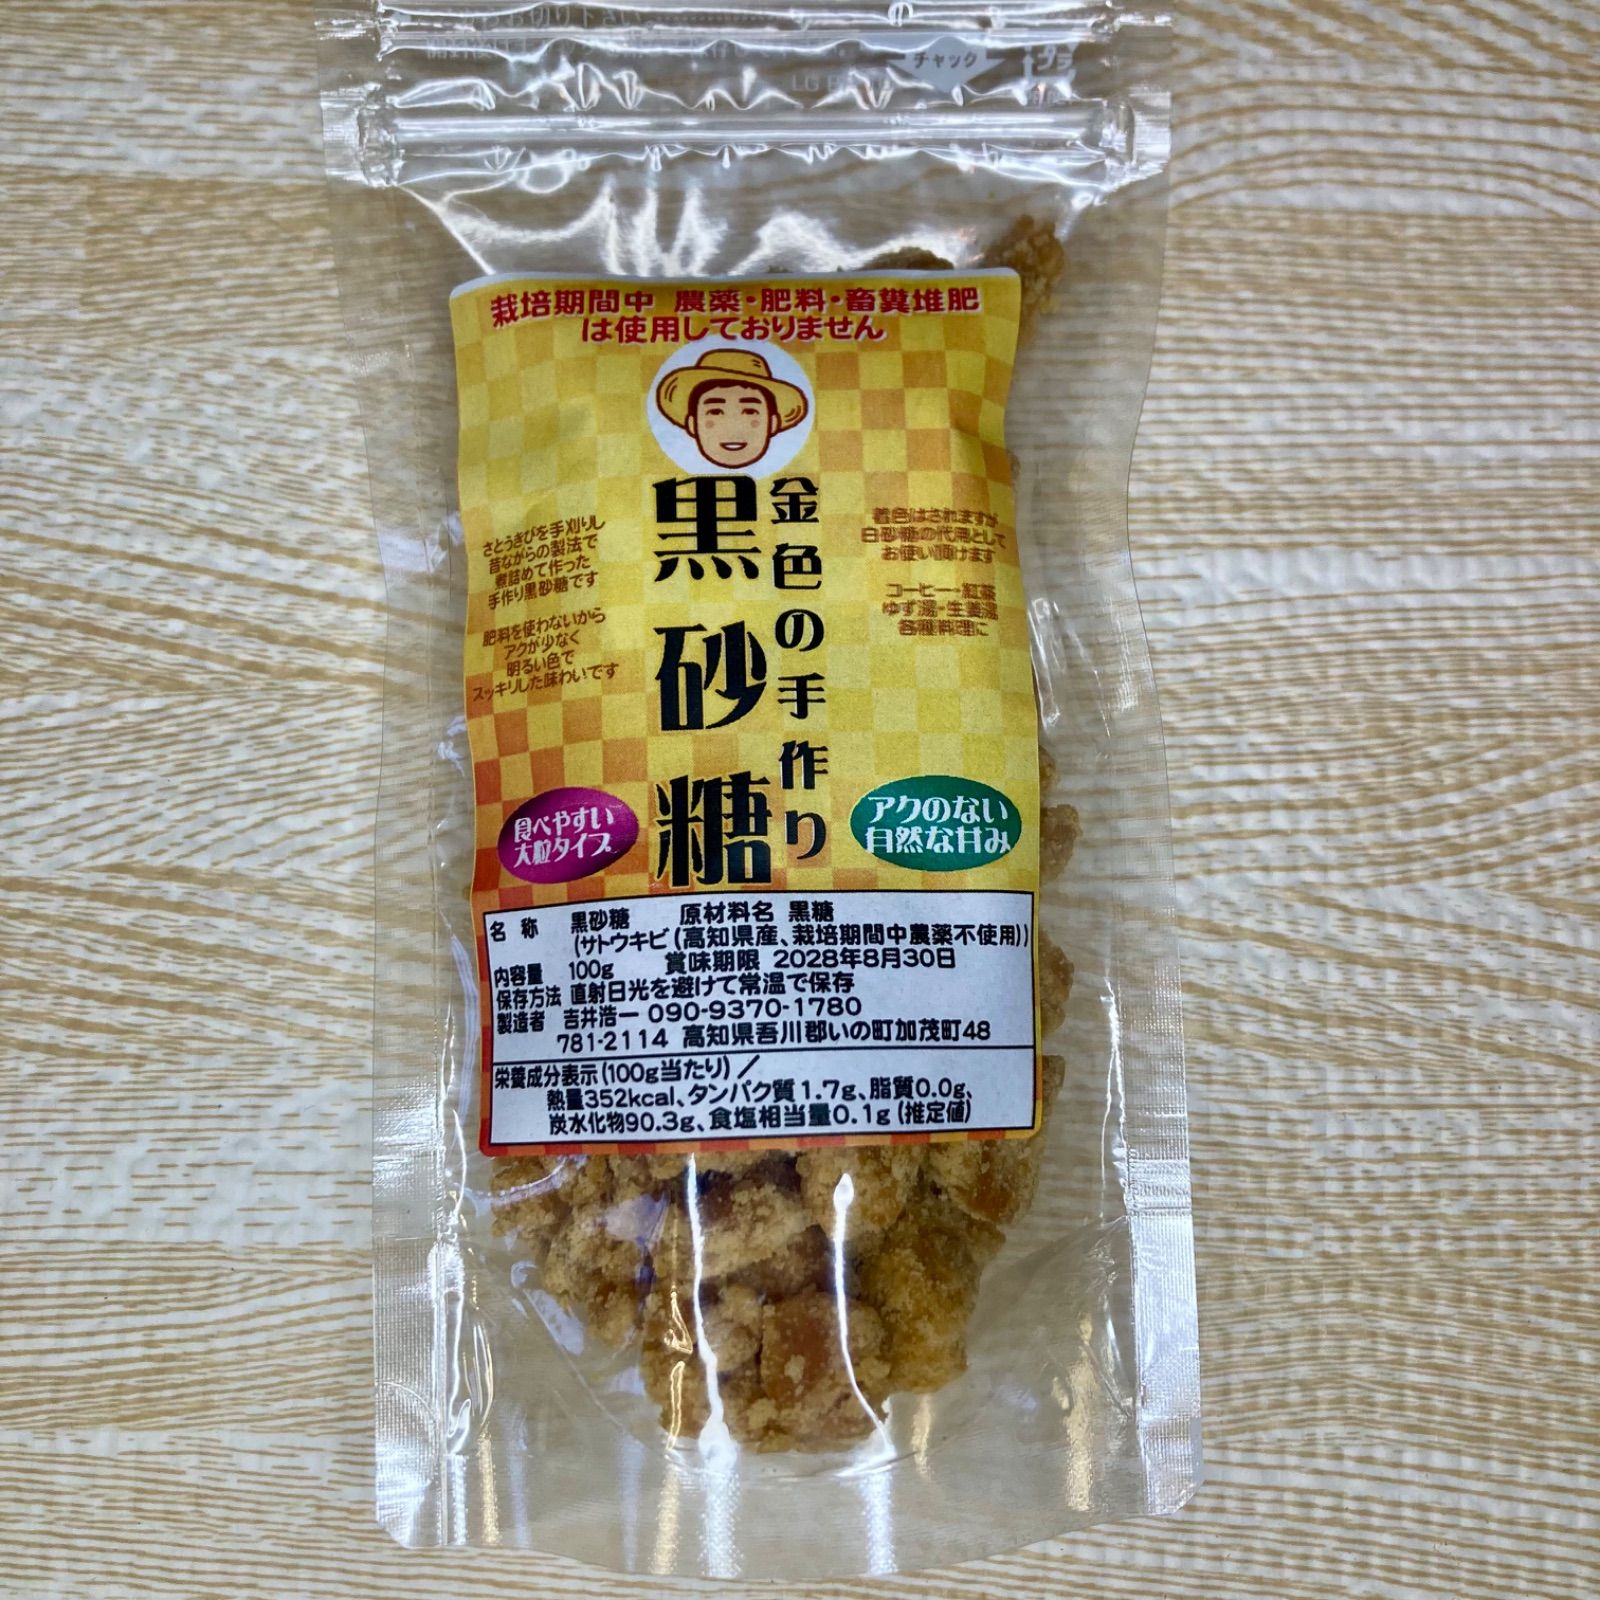 わお切り下さい。
チャック
プラ
栽培期間中 農薬・肥料・畜糞堆肥
は使用しておりません
金色の手作り
黒砂糖
さとうきびを手刈りし
昔ながらの製法で
煮詰めて作った
手作り黒砂糖です
肥料を使わないから
アクが少なく
明るい色で
スッキリした味わいです
着色はされますが
白砂糖の代用として
お使い頂けます
コーヒー・紅茶
ゆず湯・生姜湯
各種料理に
食べやすい
大粒タイプ
アクのない
自然な甘み
名 称 黒砂糖 原材料名 黒糖
(サトウキビ(高知県産、栽培期間中農薬不使用))
内容量 100g 賞味期限 2028年8月30日
保存方法 直射日光を避けて常温で保存
製造者 吉井浩一 090-9370-1780
781-2114 高知県吾川郡いの町加茂町48
栄養成分表示(100g当たり)／
熱量352kcal、タンパク質1.7g、脂質0.0g、
炭水化物90.3g、食塩相当量0.1g(推定値)